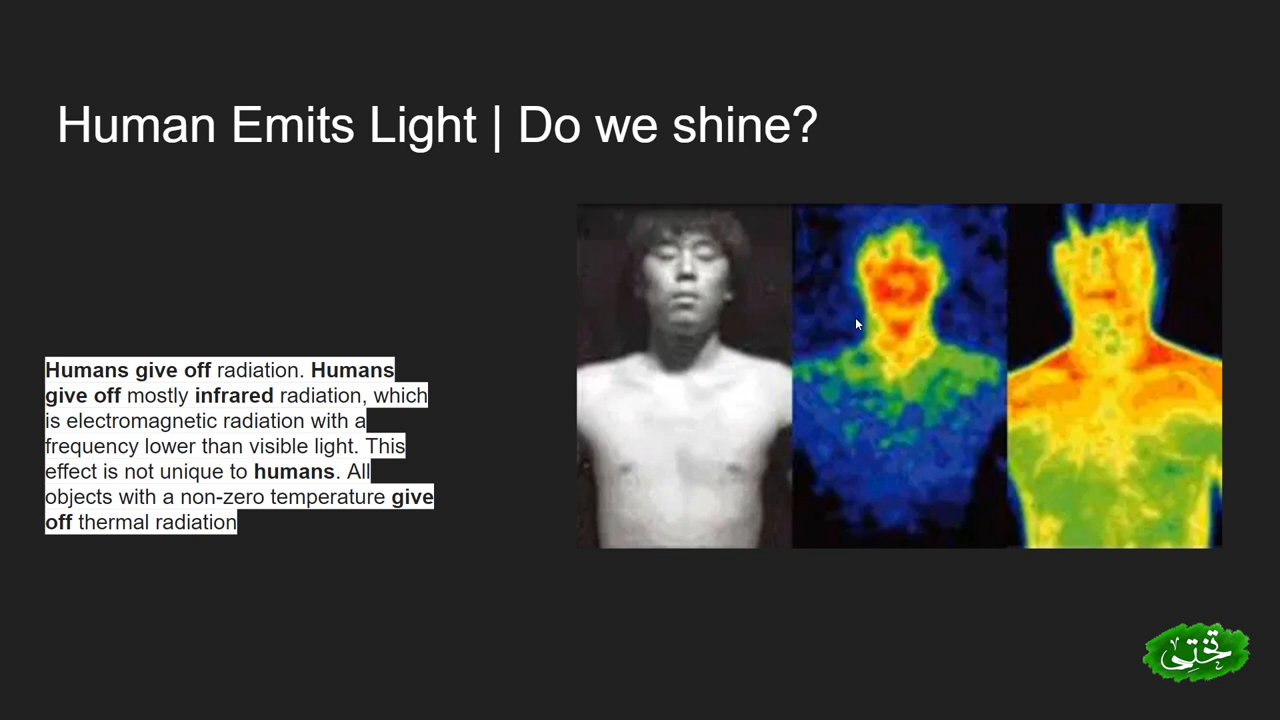 Human Emits Light | Do we shine?
Humans give off radiation. Humans
give off mostly infrared radiation, which
is electromagnetic radiation with a
frequency lower than visible light. This
effect is not unique to humans. All
objects with a non-zero temperature give
off thermal radiation
تختی